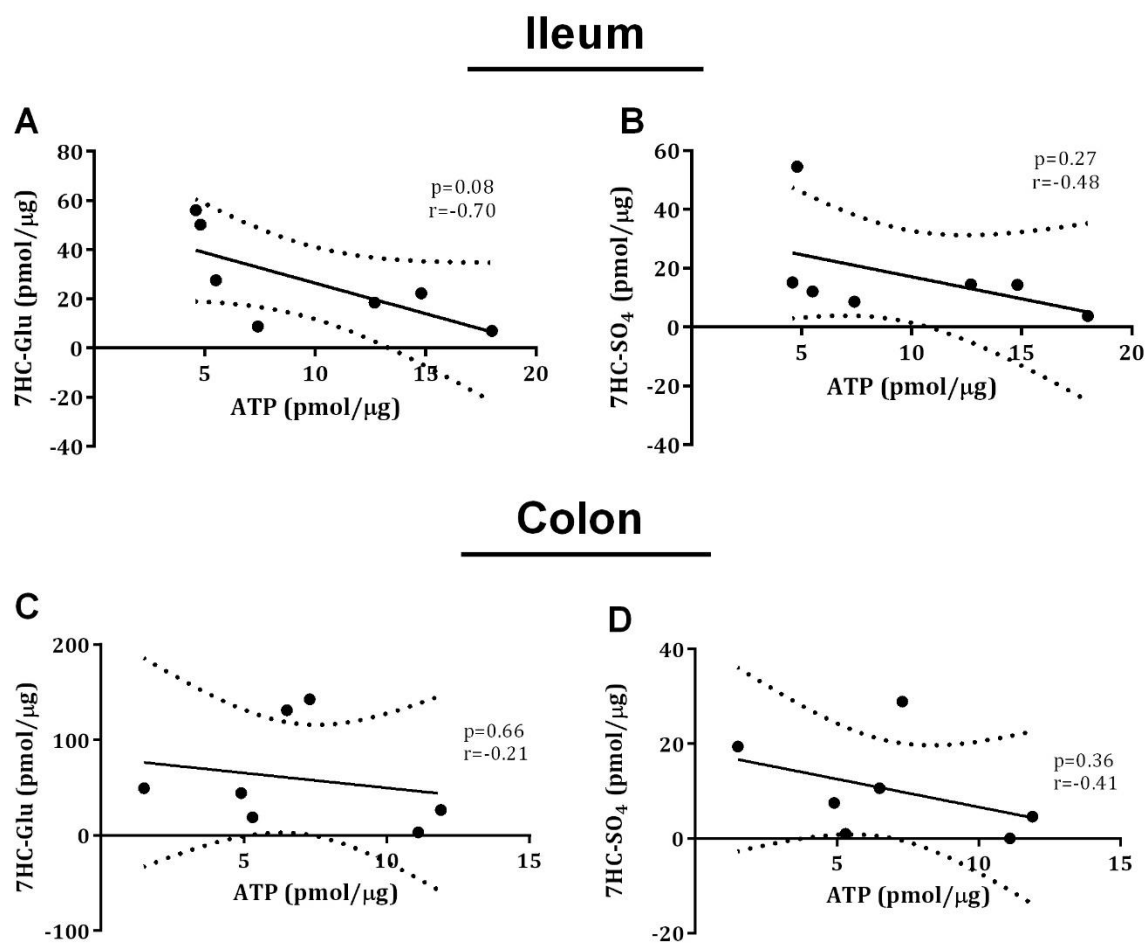 Ileum
A
7HC-Glu (pmol/μg)
80
60
40
20
0
-20
-40
5
10
15
20
ATP (pmol/μg)
p=0.08
r=-0.70
B
7HC-SO4 (pmol/μg)
60
40
20
0
-20
-40
5
10
15
20
ATP (pmol/μg)
p=0.27
r=-0.48
Colon
C
7HC-Glu (pmol/μg)
200
100
0
-100
5
10
15
ATP (pmol/μg)
p=0.66
r=-0.21
D
7HC-SO4 (pmol/μg)
40
20
0
-20
5
10
15
ATP (pmol/μg)
p=0.36
r=-0.41